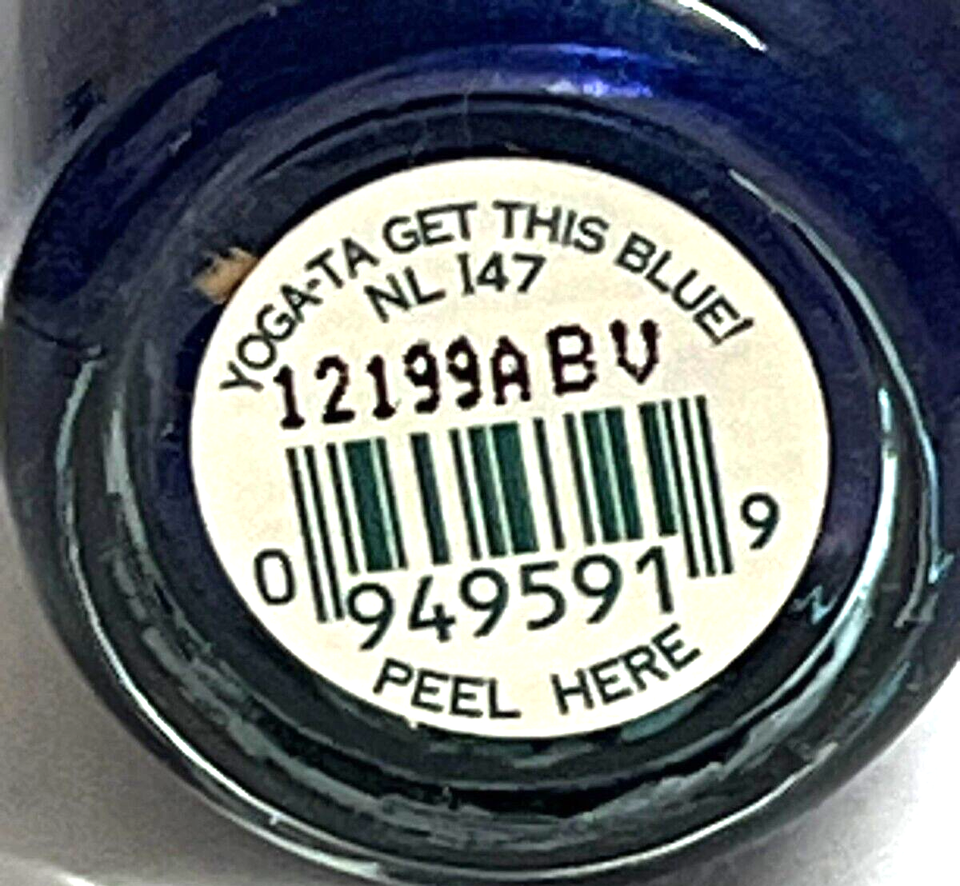 YOGA-TA GET THIS BLUE!
NL I47
12199ABV
0 949591 9
PEEL HERE